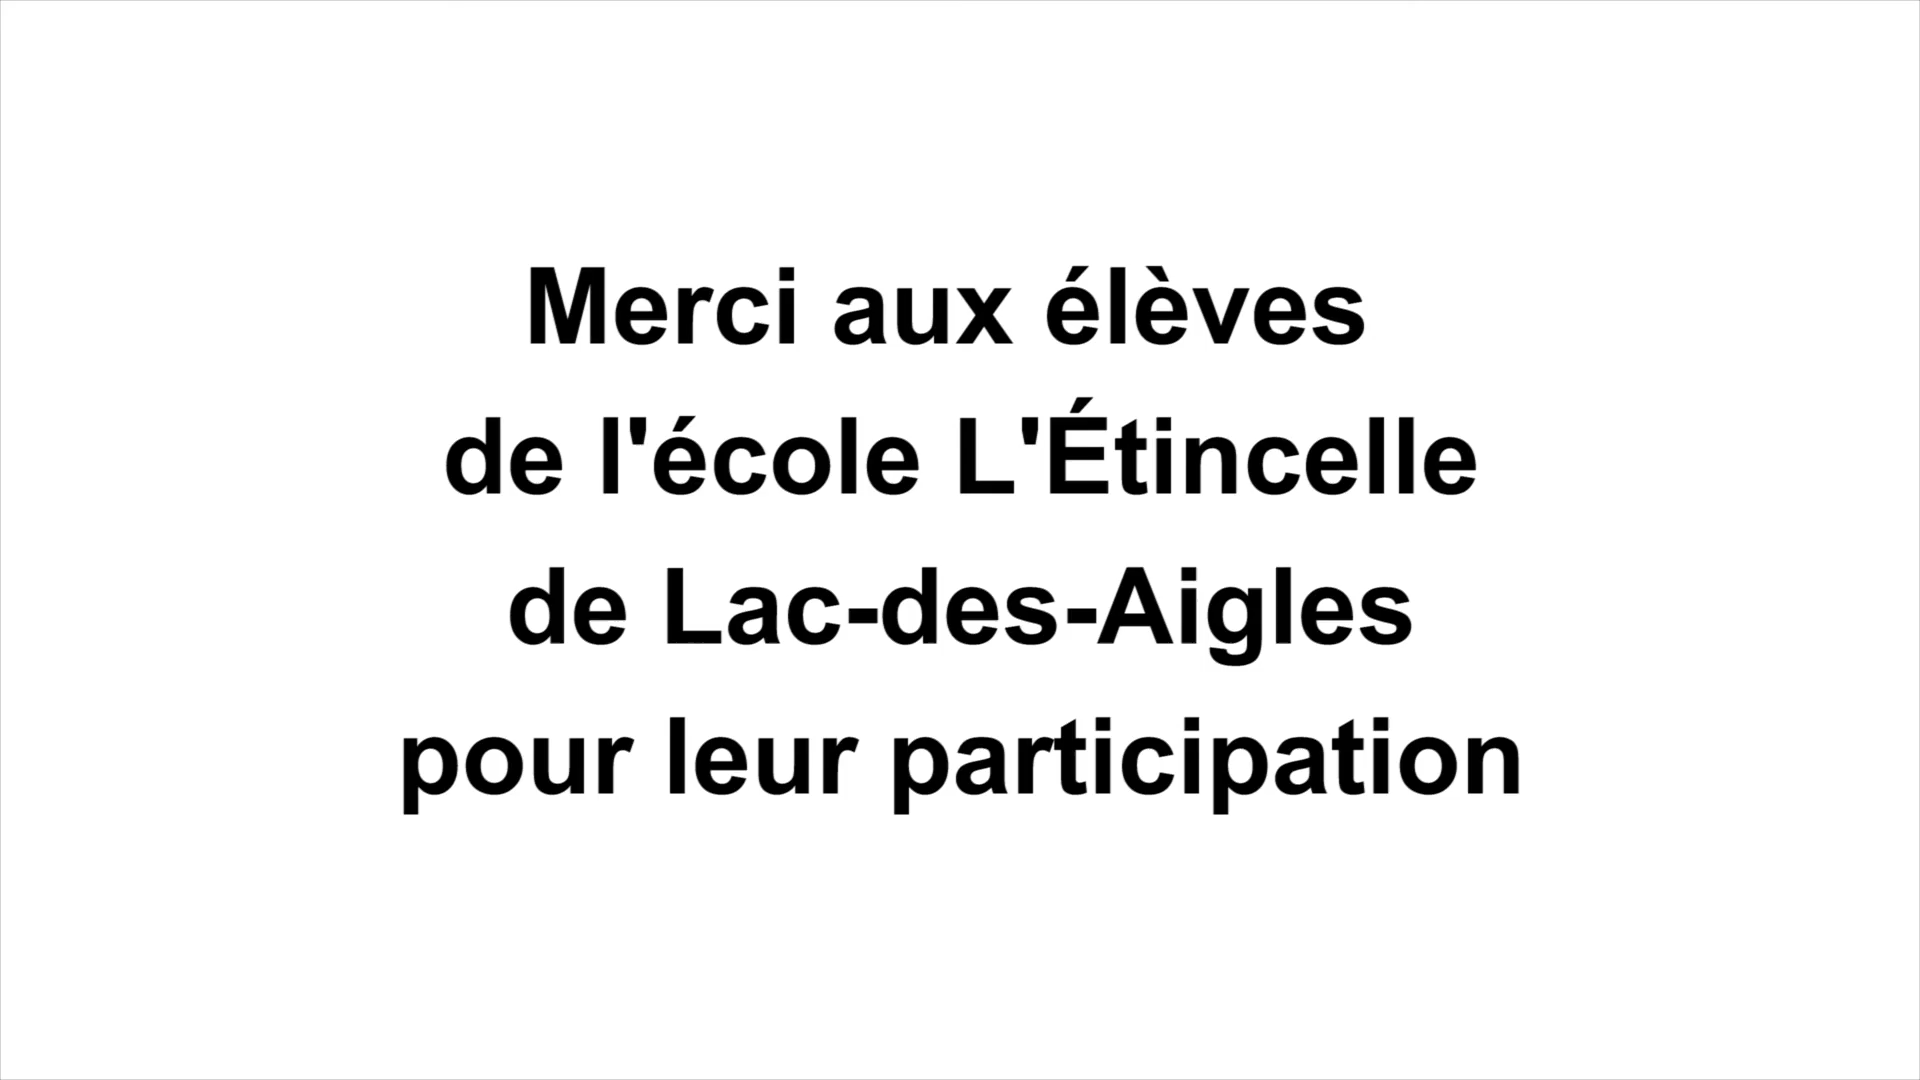 Merci aux élèves
de l'école L'Étincelle
de Lac-des-Aigles
pour leur participation